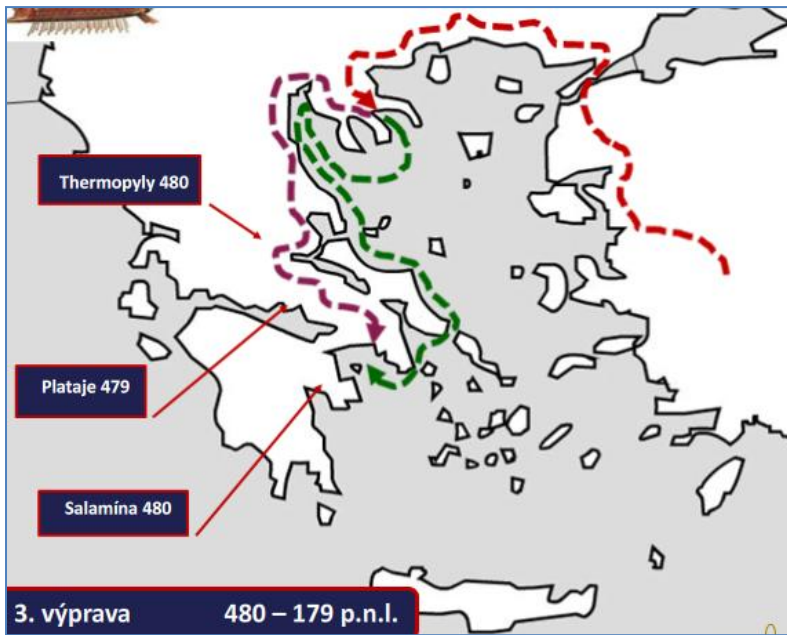 Thermopyly 480
Plataje 479
Salamína 480
3. výprava 480 – 179 p.n.l.